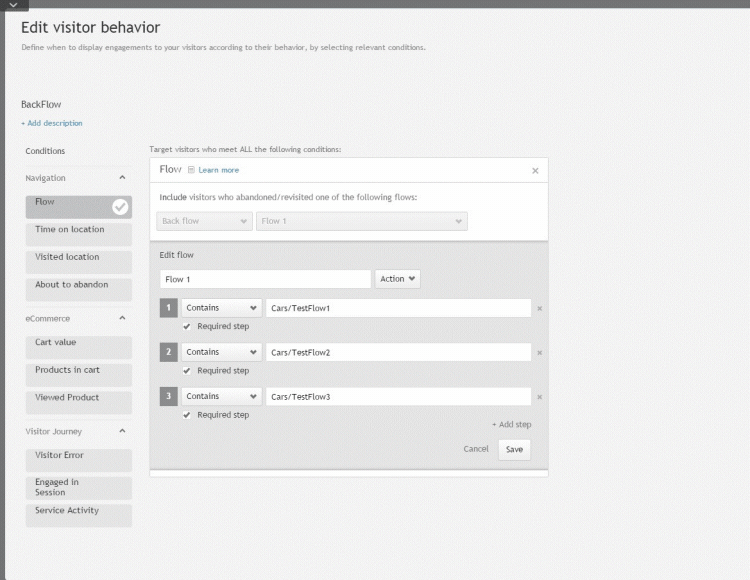 Edit visitor behavior
Define when to display engagements to your visitors according to their behavior, by selecting relevant conditions.
BackFlow
+ Add description
Conditions
Navigation
Flow
Time on location
Visited location
About to abandon
eCommerce
Cart value
Products in cart
Viewed Product
Visitor Journey
Visitor Error
Engaged in
Session
Service Activity
Target visitors who meet ALL the following conditions:
Flow Learn more
Include visitors who abandoned/revisited one of the following flows:
Back flow Flow 1
Edit flow
Flow 1 Action
1 Contains Cars/TestFlow1
Required step
2 Contains Cars/TestFlow2
Required step
3 Contains Cars/TestFlow3
Required step
+ Add step
Cancel Save